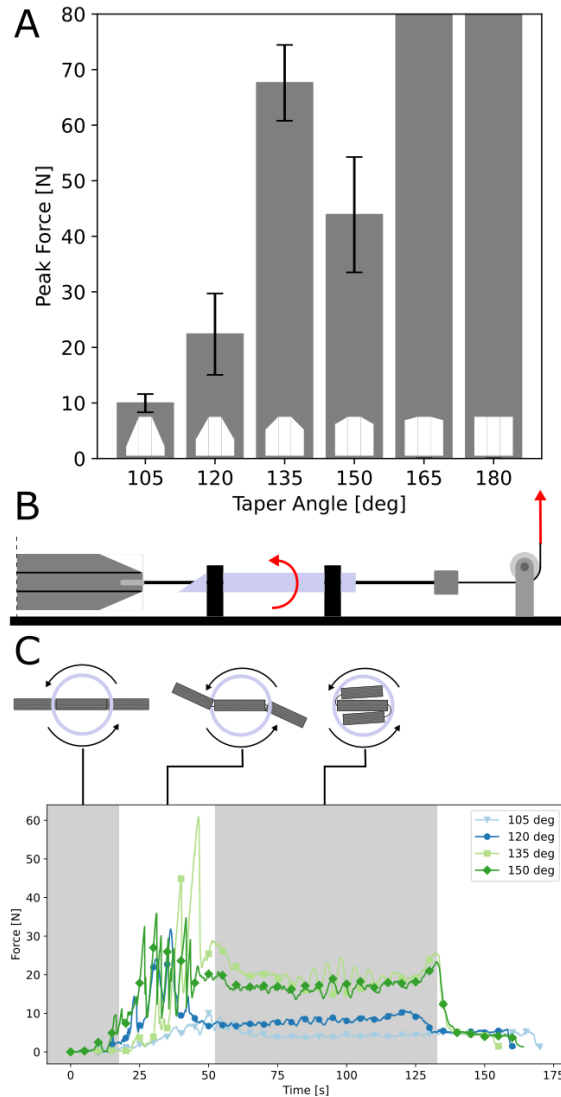 A
80
70
60
50
40
30
20
10
0
Peak Force [N]
105 120 135 150 165 180
Taper Angle [deg]
B
C
60
50
40
30
20
10
0
Force [N]
105 deg
120 deg
135 deg
150 deg
0 25 50 75 100 125 150 175
Time [s]